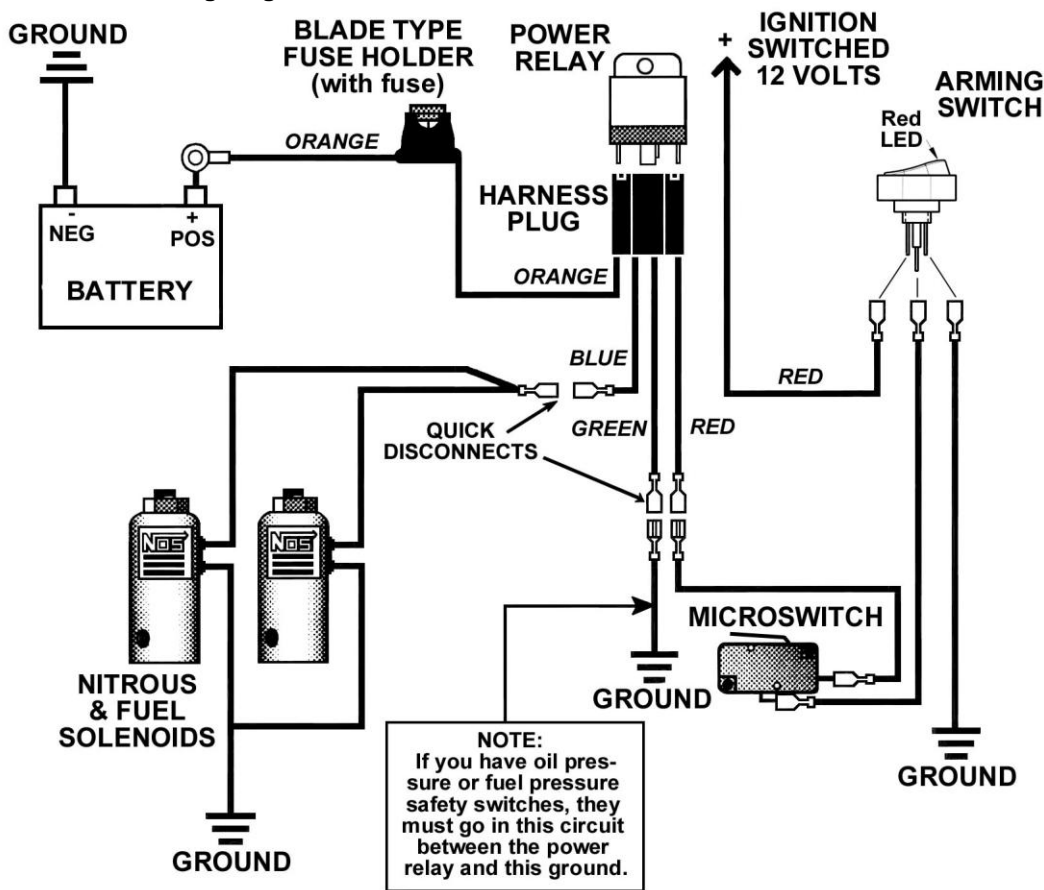 GROUND
BLADE TYPE
FUSE HOLDER
(with fuse)
POWER
RELAY
+
IGNITION
SWITCHED
12 VOLTS
ARMING
SWITCH
Red
LED
ORANGE
HARNESS
PLUG
-
NEG
+
POS
BATTERY
ORANGE
BLUE
RED
QUICK
DISCONNECTS
GREEN
RED
NOS
NOS
MICROSWITCH
NITROUS
& FUEL
SOLENOIDS
GROUND
GROUND
GROUND
NOTE:
If you have oil pres-
sure or fuel pressure
safety switches, they
must go in this circuit
between the power
relay and this ground.